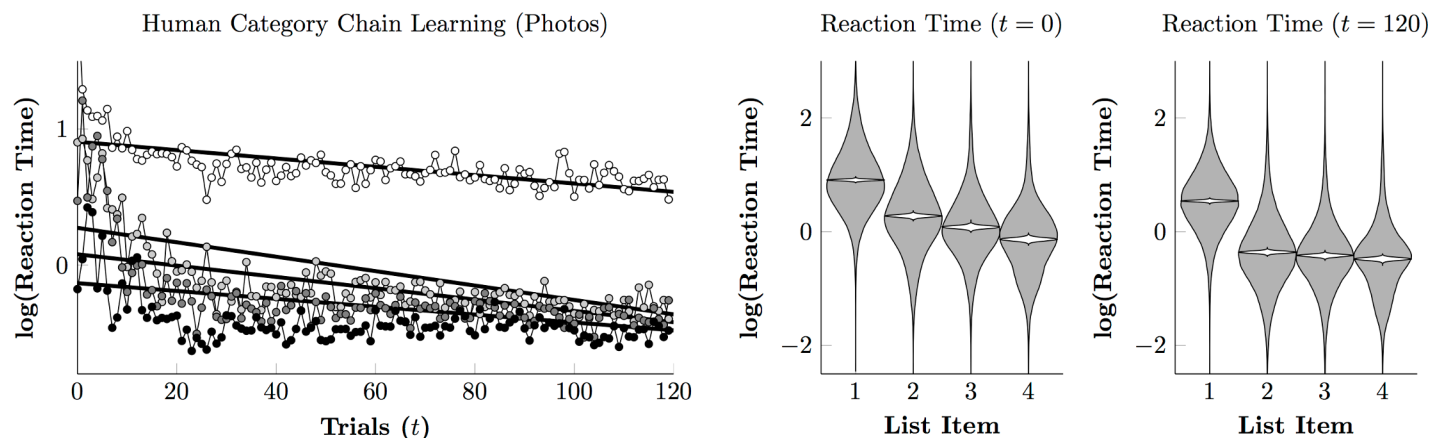 Human Category Chain Learning (Photos)
log(Reaction Time)
1
0
0 20 40 60 80 100 120
Trials (t)
Reaction Time (t = 0)
log(Reaction Time)
2
0
−2
1 2 3 4
List Item
Reaction Time (t = 120)
log(Reaction Time)
2
0
−2
1 2 3 4
List Item